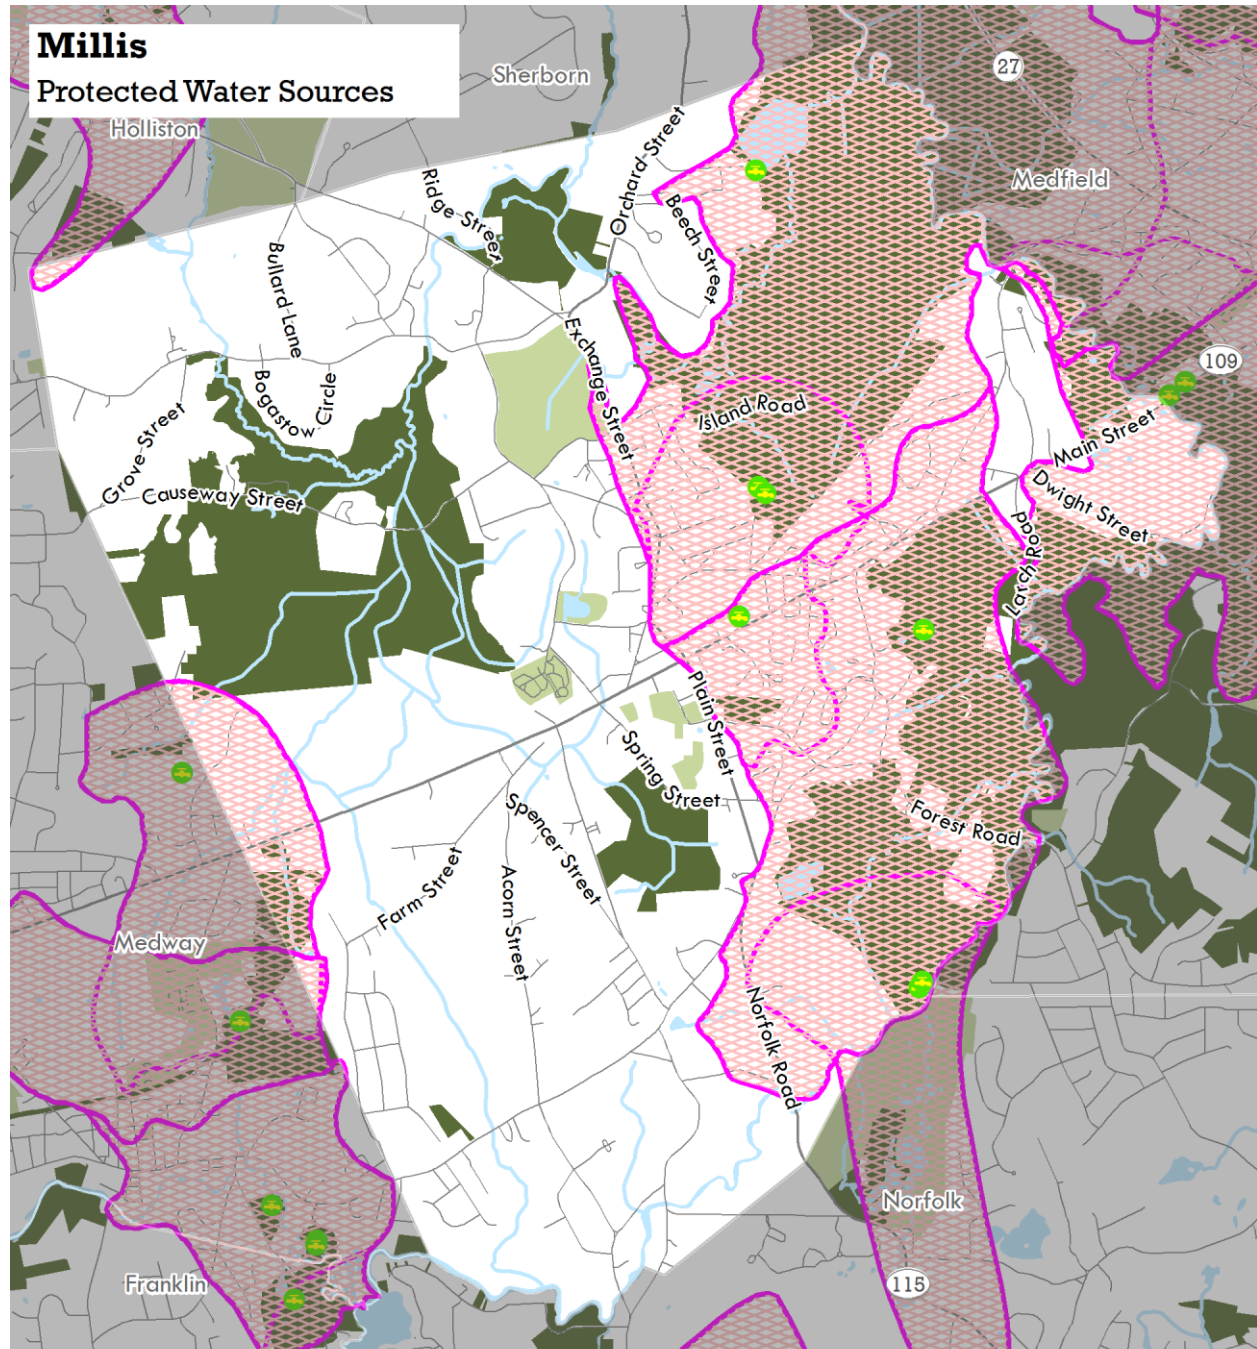 Millis
Protected Water Sources
Sherborn
27
Holliston
Medfield
Ridge Street
Orchard Street
Beech Street
Bullard Lane
Exchange Street
109
Bogastow Circle
Island Road
Grove Street
Main Street
Causeway Street
Dwight Street
Larch Road
Plain Street
Spring Street
Spencer Street
Forest Road
Farm Street
Acorn Street
Medway
Norfolk Road
Norfolk
Franklin
115